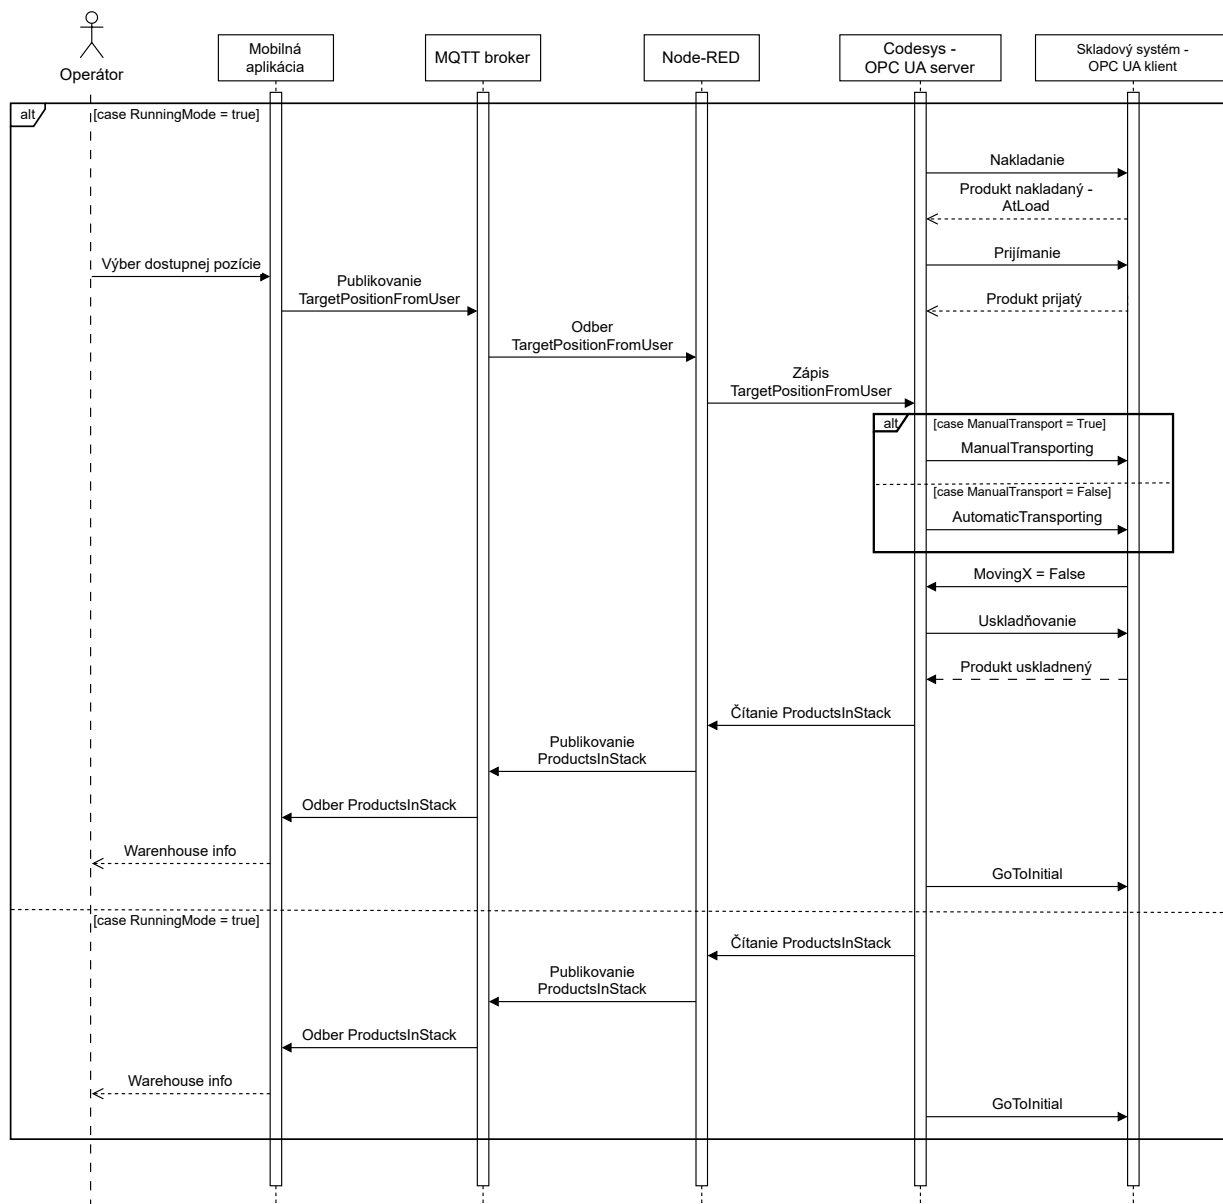 Operátor
Mobilná
aplikácia
MQTT broker
Node-RED
Codesys -
OPC UA server
Skladový systém -
OPC UA klient
alt
[case RunningMode = true]
Nakladanie
Produkt nakladaný -
AtLoad
Výber dostupnej pozície
Prijímanie
Publikovanie
TargetPositionFromUser
Produkt prijatý
Odber
TargetPositionFromUser
Zápis
TargetPositionFromUser
alt
[case ManualTransport = True]
ManualTransporting
[case ManualTransport = False]
AutomaticTransporting
MovingX = False
Uskladňovanie
Produkt uskladnený
Čítanie ProductsInStack
Publikovanie
ProductsInStack
Odber ProductsInStack
Warenhouse info
GoToInitial
[case RunningMode = true]
Čítanie ProductsInStack
Publikovanie
ProductsInStack
Odber ProductsInStack
Warehouse info
GoToInitial